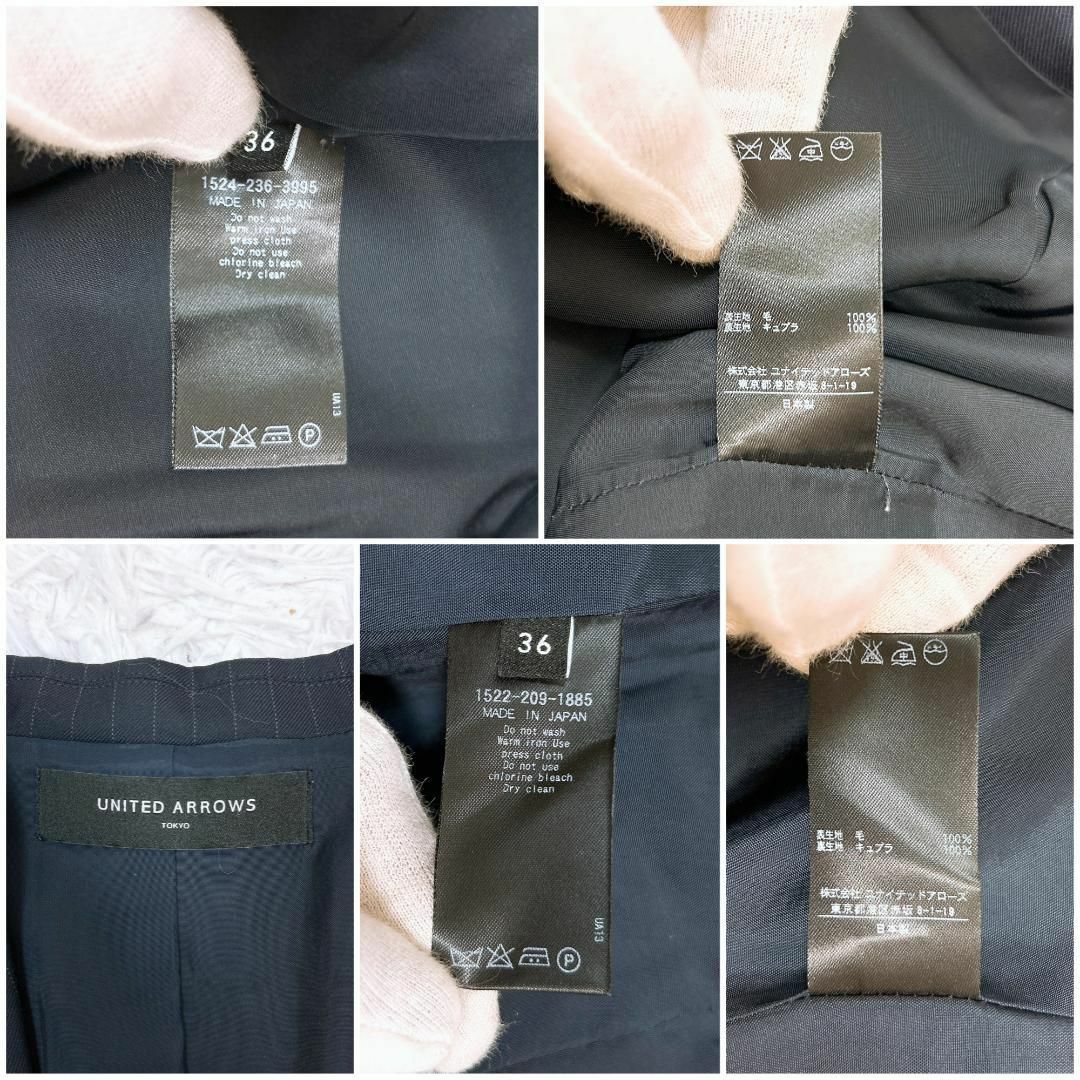 36
1524-236-3995
MADE IN JAPAN
Do not wash
Warm iron Use
press cloth
Do not use
chlorine bleach
Dry clean
UA13
P
中
表生地 毛 100%
裏生地 キュプラ 100%
株式会社 ユナイテッドアローズ
東京都港区赤坂 8-1-19
日本製
UNITED ARROWS
TOKYO
36
1522-209-1885
MADE IN JAPAN
Do not wash
Warm iron Use
press cloth
Do not use
chlorine bleach
Dry clean
UA13
P
中
表生地 毛 100%
裏生地 キュプラ 100%
株式会社 ユナイテッドアローズ
東京都港区赤坂 8-1-19
日本製